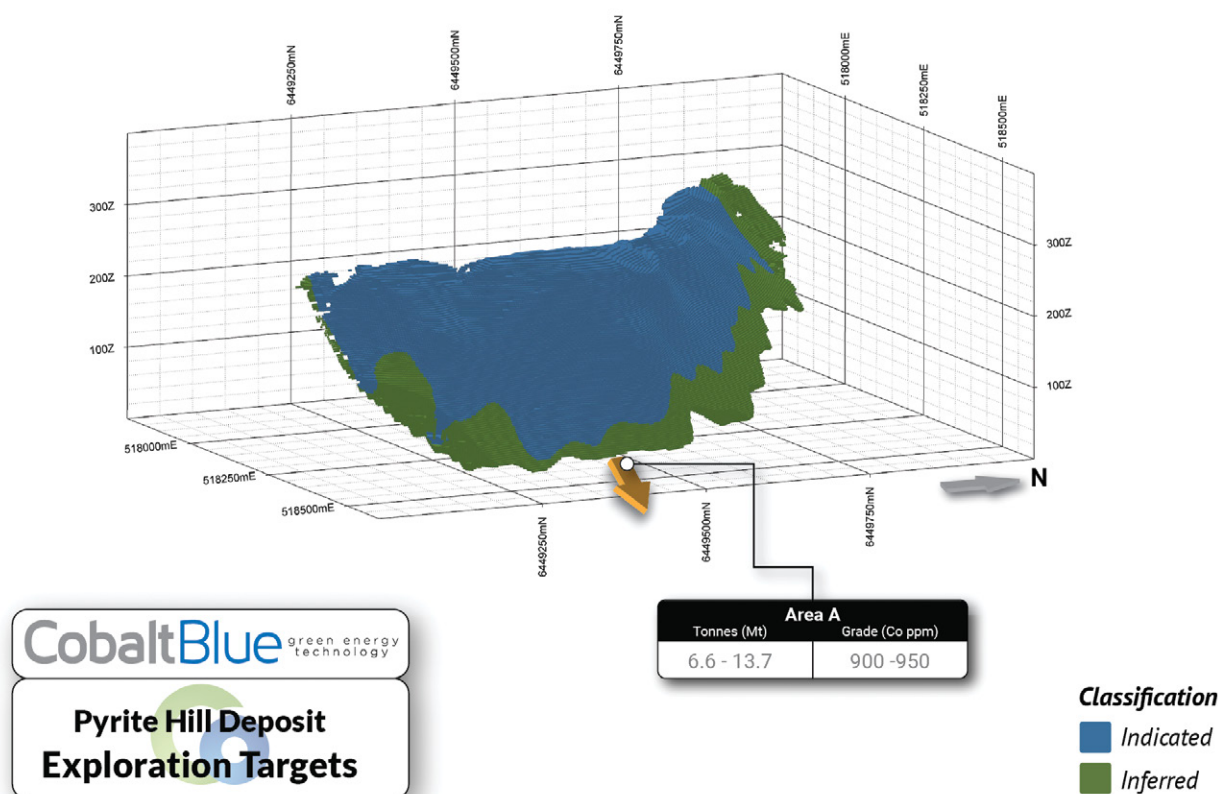 6449250mN
6449500mN
6449750mN
518000mE
518250mE
518500mE
300Z
200Z
100Z
300Z
200Z
100Z
518000mE
518250mE
518500mE
6449250mN
6449500mN
6449750mN
N
Area A
Tonnes (Mt) Grade (Co ppm)
6.6 - 13.7 900 -950
CobaltBlue green energy
technology
Pyrite Hill Deposit
Exploration Targets
Classification
Indicated
Inferred